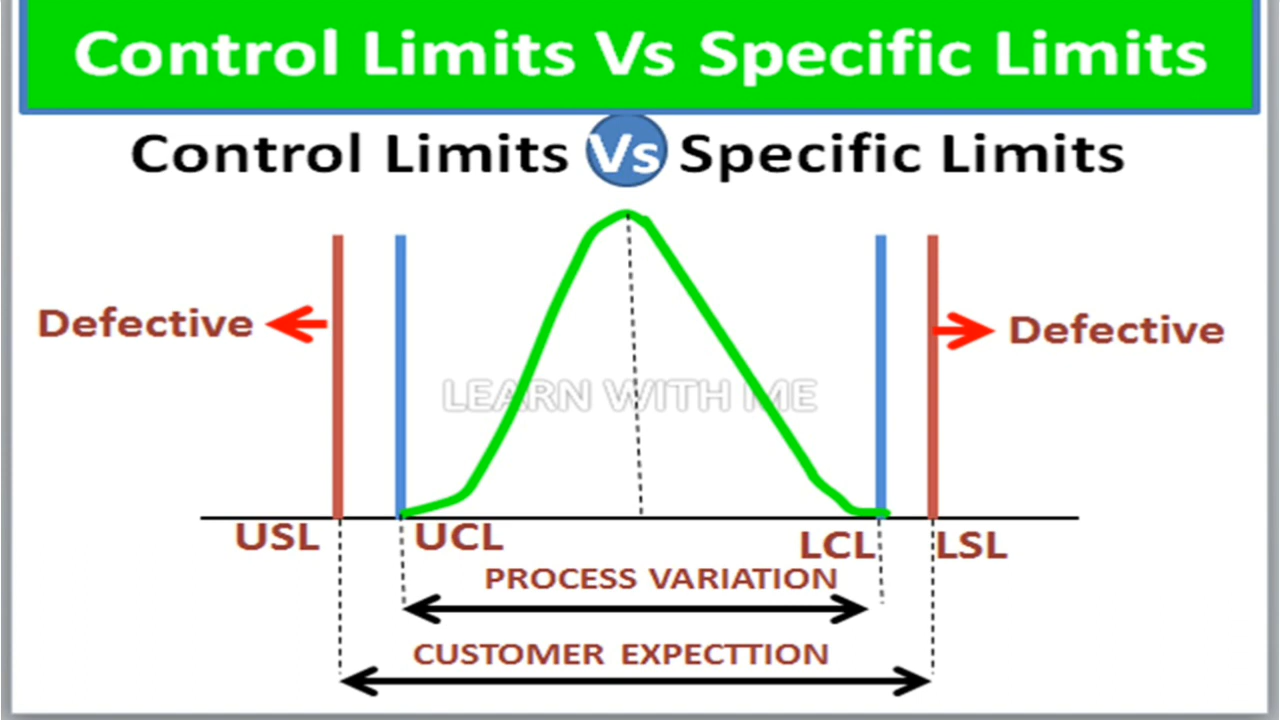 Control Limits Vs Specific Limits
Control Limits Vs Specific Limits
Defective
Defective
LEARN WITH ME
USL
UCL
LCL
LSL
PROCESS VARIATION
CUSTOMER EXPECTTION